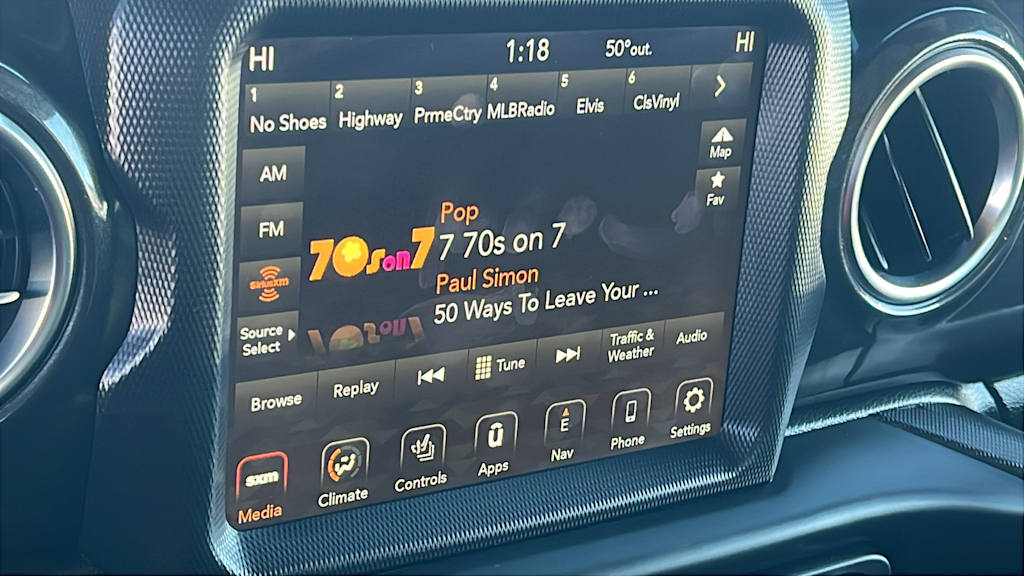 HI 1:18 50°out. HI
1 2 3 4 5 6
No Shoes Highway PrmeCtry MLBRadio Elvis ClsVinyl
AM
Map
FM
Fav
Pop
70s on 7
7 70s on 7
SiriusXM
Paul Simon
50 Ways To Leave Your ...
Source
Select
Browse Replay Tune Traffic &
Weather
Audio
sxm
Media
Climate
Controls
û
Apps
E
Nav
Phone
Settings